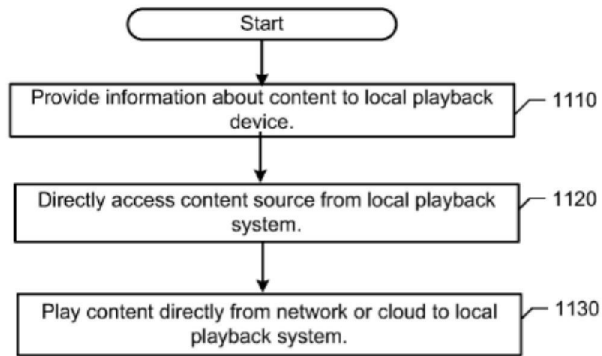 Start
Provide information about content to local playback
device.
1110
Directly access content source from local playback
system.
1120
Play content directly from network or cloud to local
playback system.
1130